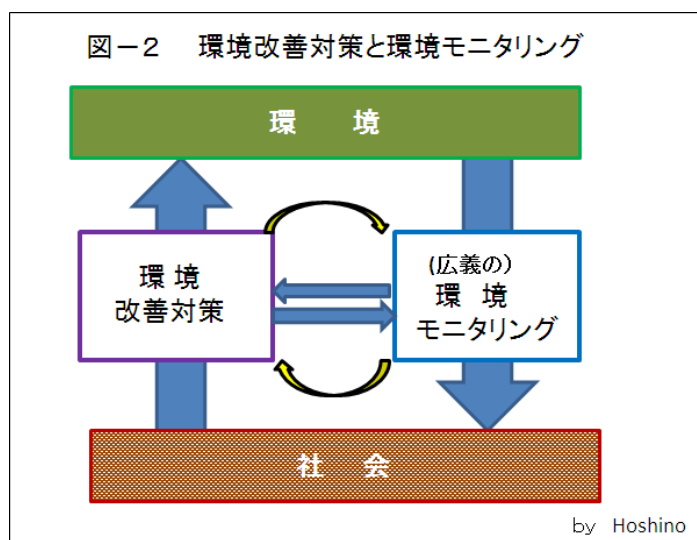 図－２　環境改善対策と環境モニタリング
環　境
環 境
改善対策
(広義の)
環 境
モニタリング
社　会
by Hoshino